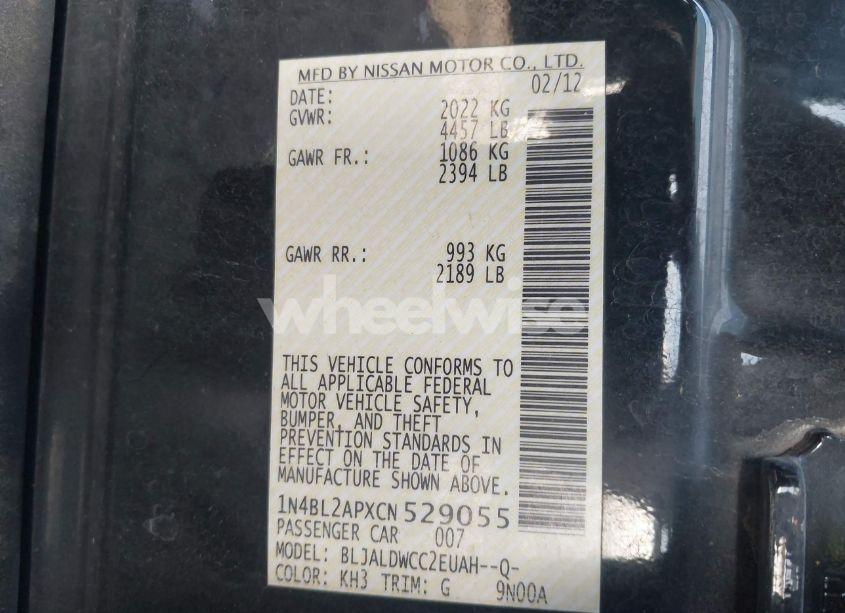 MFD BY NISSAN MOTOR CO., LTD.
DATE: 02/12
GVWR: 2022 KG
4457 LB
GAWR FR.: 1086 KG
2394 LB
GAWR RR.: 993 KG
2189 LB
wheelwise
THIS VEHICLE CONFORMS TO
ALL APPLICABLE FEDERAL
MOTOR VEHICLE SAFETY,
BUMPER, AND THEFT
PREVENTION STANDARDS IN
EFFECT ON THE DATE OF
MANUFACTURE SHOWN ABOVE.
1N4BL2APXCN529055
PASSENGER CAR 007
MODEL: BLJALDWCC2EUAH--Q-
COLOR: KH3 TRIM: G 9N00A